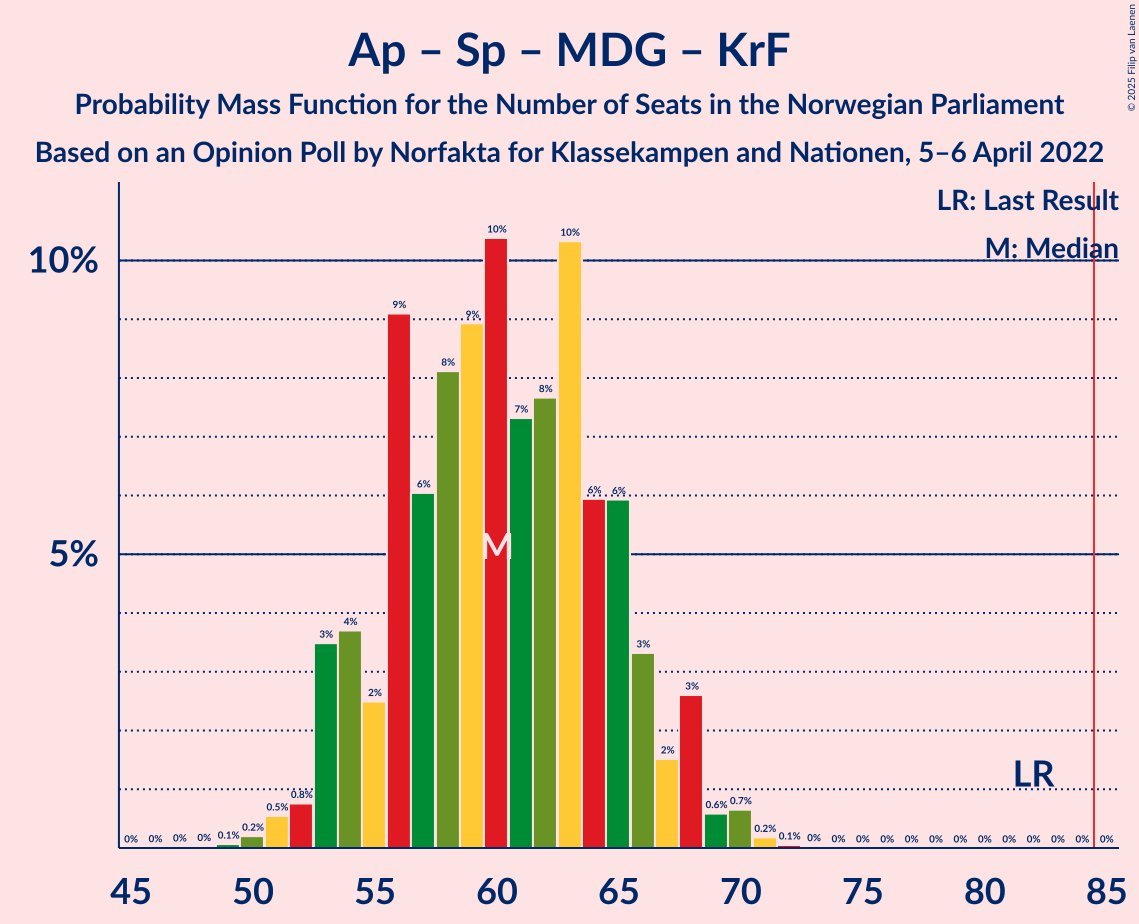 Ap – Sp – MDG – KrF
Probability Mass Function for the Number of Seats in the Norwegian Parliament
Based on an Opinion Poll by Norfakta for Klassekampen and Nationen, 5–6 April 2022
© 2025 Filip van Laenen
LR: Last Result
M: Median
10%
5%
0% 0% 0% 0% 0.1% 0.2% 0.5% 0.8% 3% 4% 2% 9% 6% 8% 9% 10% 7% 8% 10% 6% 6% 3% 2% 3% 0.6% 0.7% 0.2% 0.1% 0% 0% 0% 0% 0% 0% 0% 0% 0% 0% 0% 0% 0%
M
LR
45 50 55 60 65 70 75 80 85